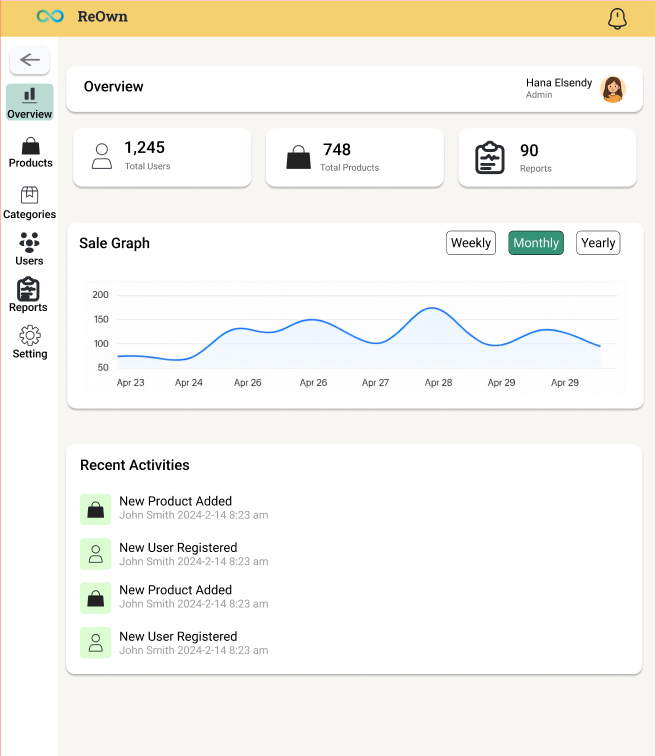 ReOwn
Overview
Products
Categories
Users
Reports
Setting
Overview
Hana Elsendy
Admin
1,245
Total Users
748
Total Products
90
Reports
Sale Graph
Weekly Monthly Yearly
200
150
100
50
Apr 23 Apr 24 Apr 26 Apr 26 Apr 27 Apr 28 Apr 29 Apr 29
Recent Activities
New Product Added
John Smith 2024-2-14 8:23 am
New User Registered
John Smith 2024-2-14 8:23 am
New Product Added
John Smith 2024-2-14 8:23 am
New User Registered
John Smith 2024-2-14 8:23 am